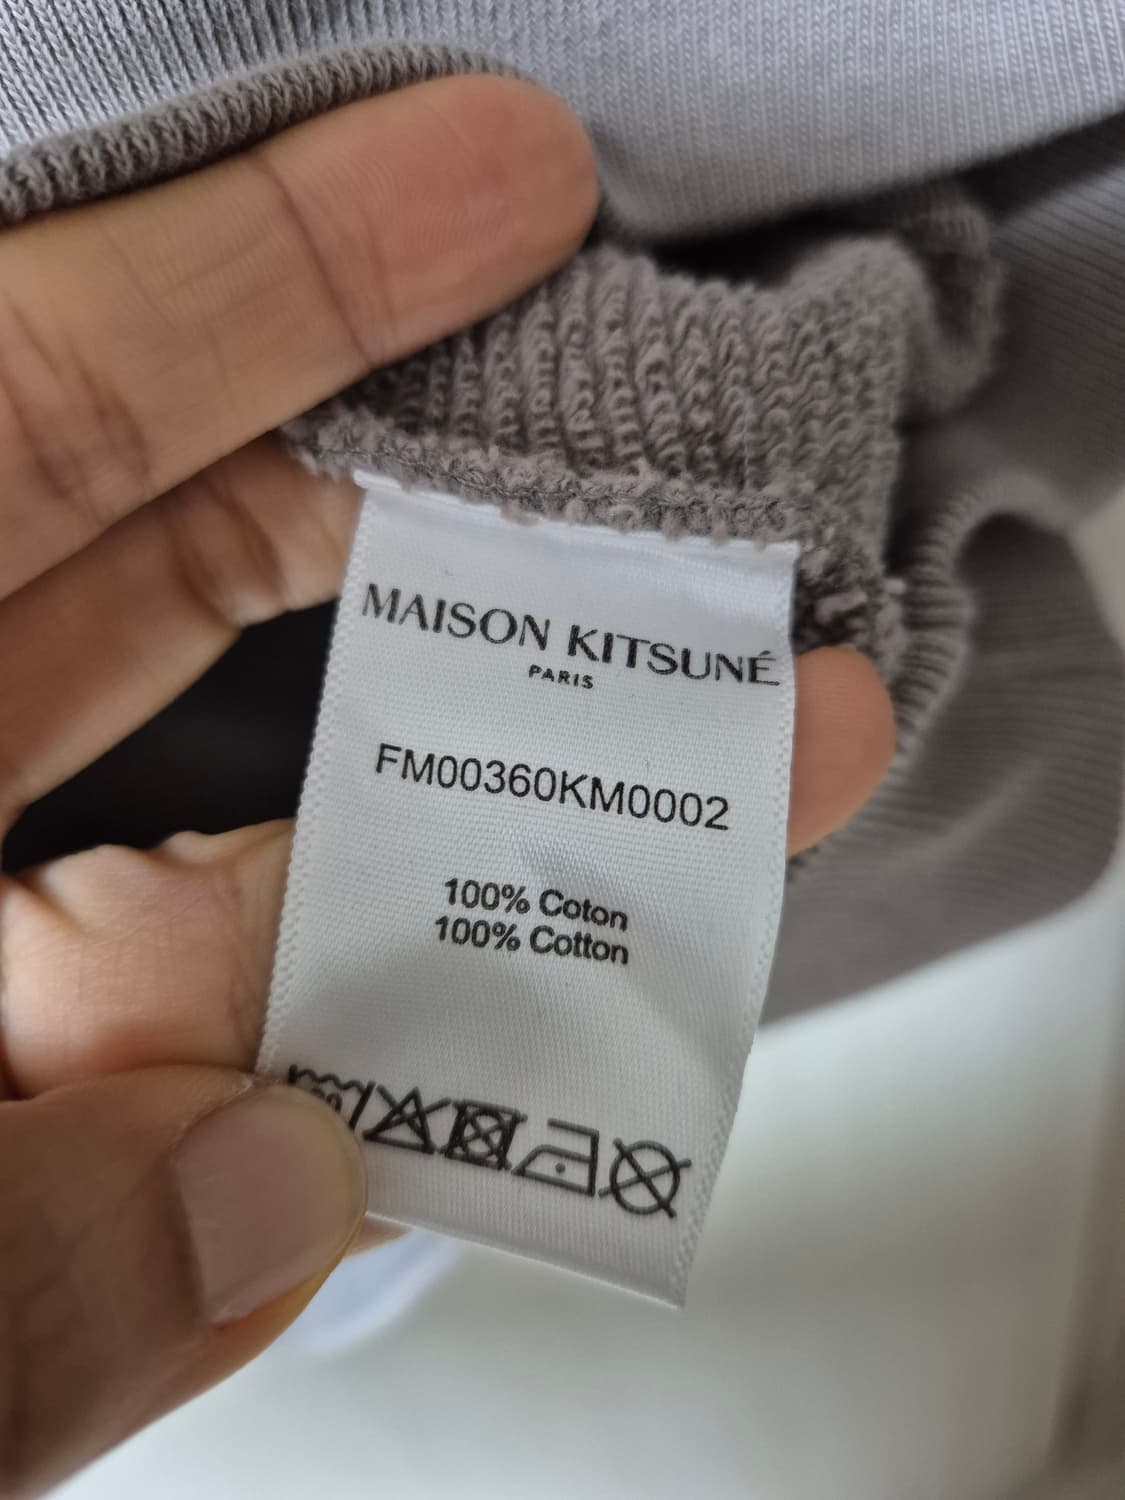 MAISON KITSUNÉ
PARIS
FM00360KM0002
100% Coton
100% Cotton